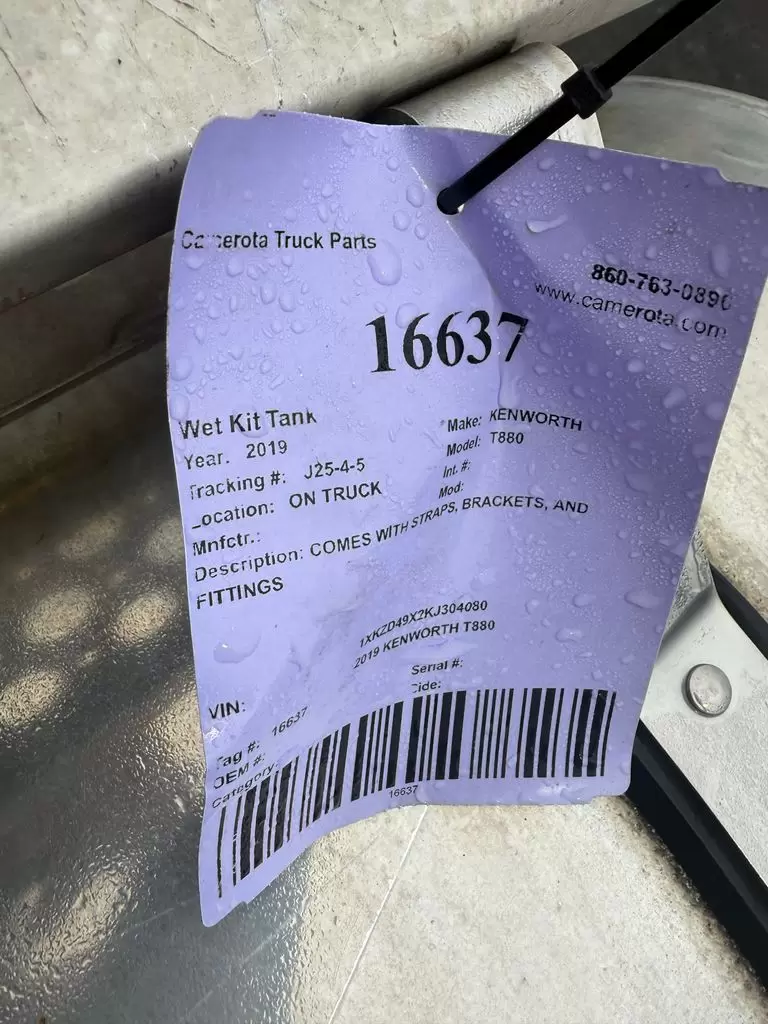 Camerota Truck Parts
860-763-0896
www.camerota.com
16637
Wet Kit Tank
Year: 2019
Tracking #: J25-4-5
Location: ON TRUCK
Mnfctr.:
Make: KENWORTH
Model: T880
Int. #:
Mod:
Description: COMES WITH STRAPS, BRACKETS, AND
FITTINGS
1XKZD49X2KJ304080
2019 KENWORTH T880
VIN:
Serial #:
Side:
Tag #: 16637
OEM #:
Category:
16637